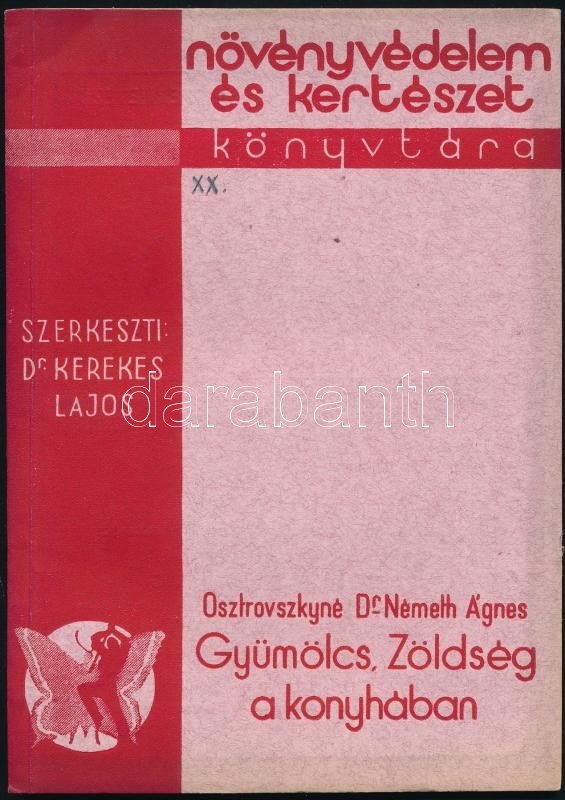 növényvédelem
és kertészet
könyvtára
XX.
SZERKESZTI:
Dr. KEREKES
LAJOS
darabanth
Osztrovszkyné Dr. Németh Ágnes
Gyümölcs, Zöldség
a konyhában